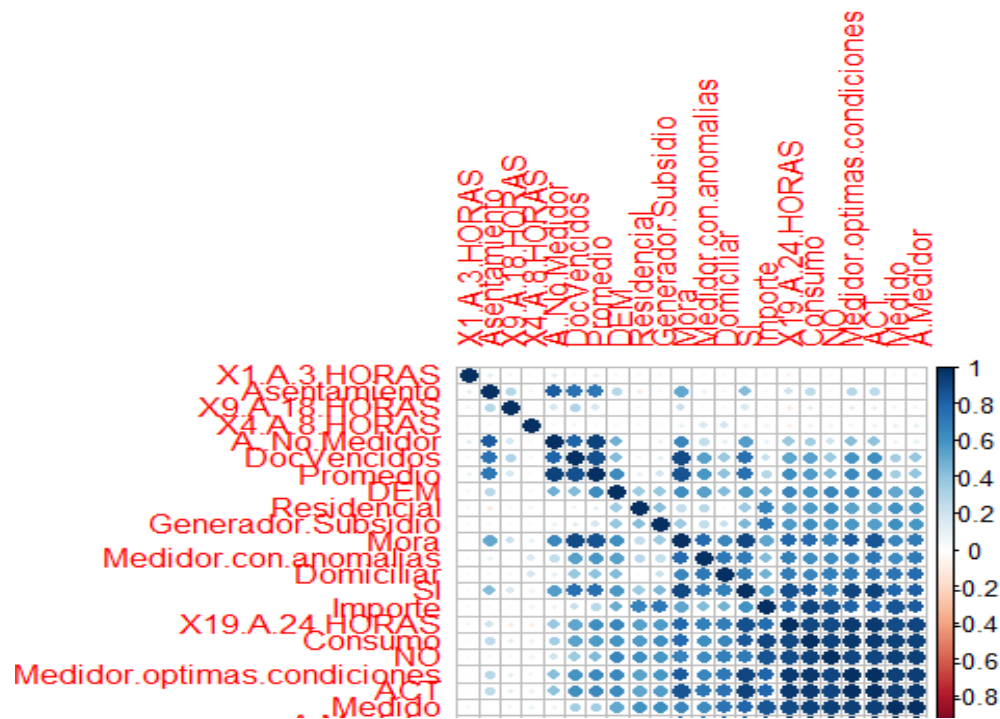 X1.A.3.HORAS
Asentamiento
X9.A.18.HORAS
X4.A.8.HORAS
A..No.Medidor
DocVencidos
Promedio
DEM
Residencial
Generador.Subsidio
Mora
Medidor.con.anomalias
Domiciliar
SI
Importe
X19.A.24.HORAS
Consumo
NO
Medidor.optimas.condiciones
ACT
Medido
A.Medidor
X1.A.3.HORAS
Asentamiento
X9.A.18.HORAS
X4.A.8.HORAS
A..No.Medidor
DocVencidos
Promedio
DEM
Residencial
Generador.Subsidio
Mora
Medidor.con.anomalias
Domiciliar
SI
Importe
X19.A.24.HORAS
Consumo
NO
Medidor.optimas.condiciones
ACT
Medido
1
0.8
0.6
0.4
0.2
0
-0.2
-0.4
-0.6
-0.8